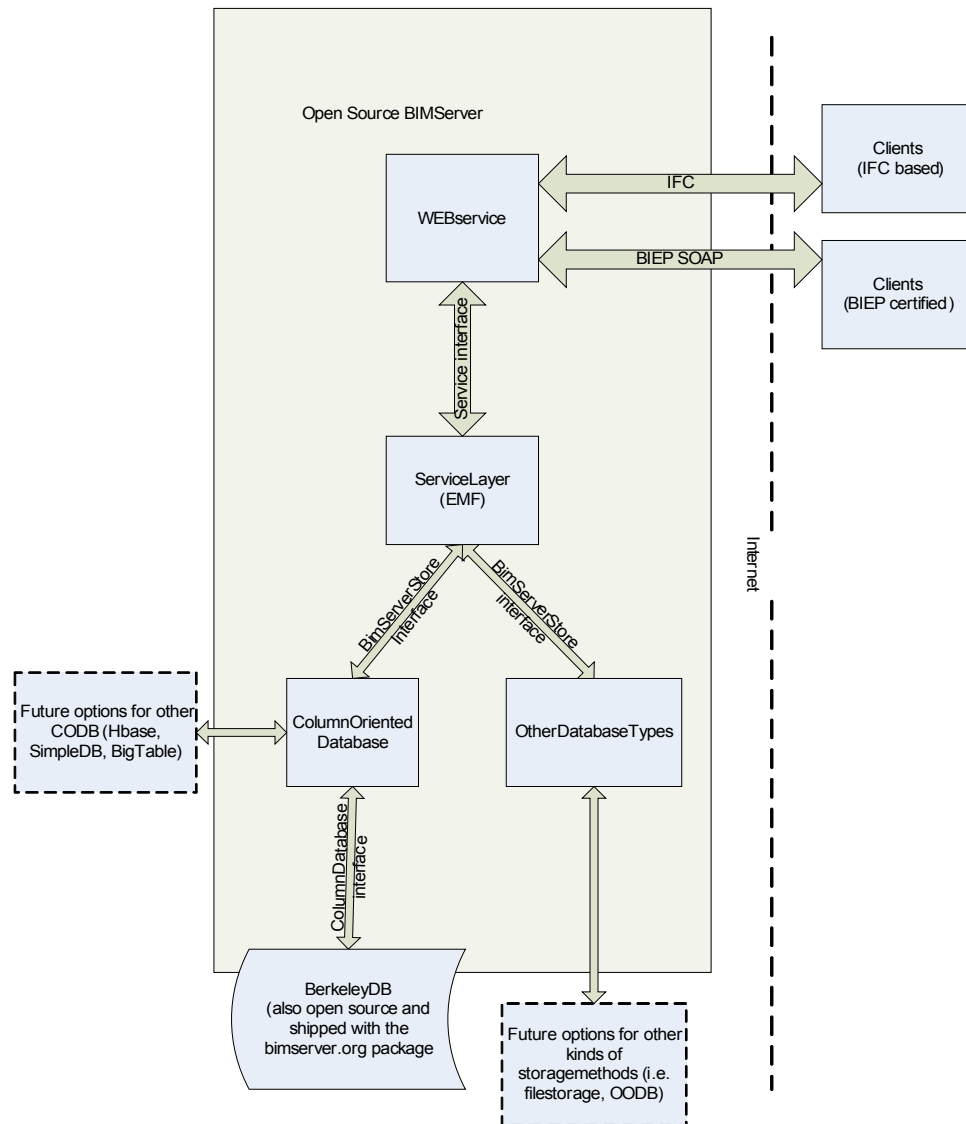 Open Source BIMServer
WEBservice
IFC
Clients
(IFC based)
BIEP SOAP
Clients
(BIEP certified)
Service interface
ServiceLayer
(EMF)
Internet
BimServerStore
Interface
BimServerStore
interface
Future options for other
CODB (Hbase,
SimpleDB, BigTable)
ColumnOriented
Database
OtherDatabaseTypes
ColumnDatabase
interface
BerkeleyDB
(also open source and
shipped with the
bimserver.org package
Future options for other
kinds of
storagemethods (i.e.
filestorage, OODB)